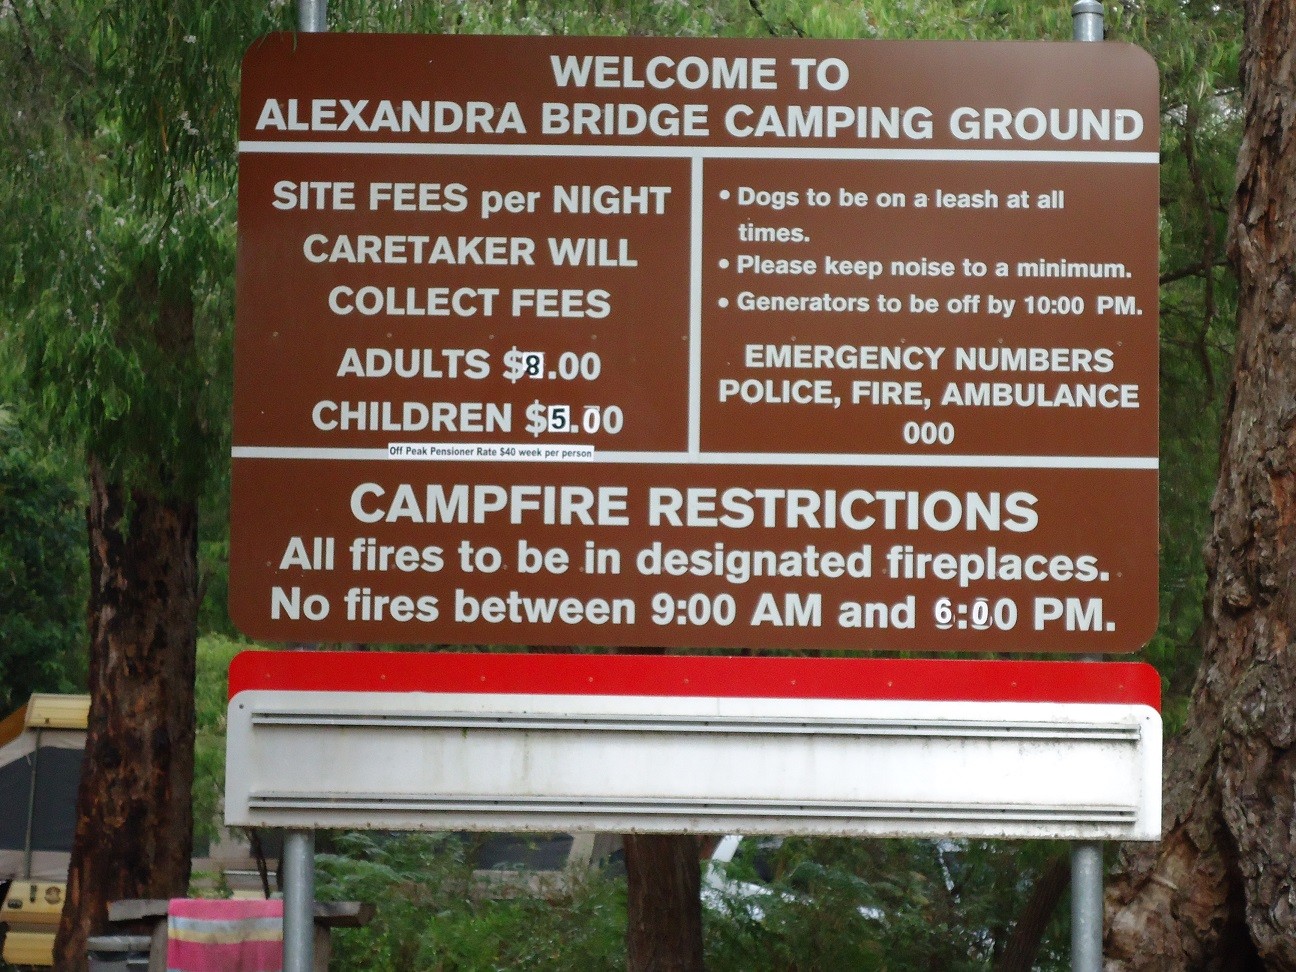 WELCOME TO
ALEXANDRA BRIDGE CAMPING GROUND
SITE FEES per NIGHT
CARETAKER WILL
COLLECT FEES
ADULTS $8.00
CHILDREN $5.00
Off Peak Pensioner Rate $40 week per person
• Dogs to be on a leash at all
times.
• Please keep noise to a minimum.
• Generators to be off by 10:00 PM.
EMERGENCY NUMBERS
POLICE, FIRE, AMBULANCE
000
CAMPFIRE RESTRICTIONS
All fires to be in designated fireplaces.
No fires between 9:00 AM and 6:00 PM.